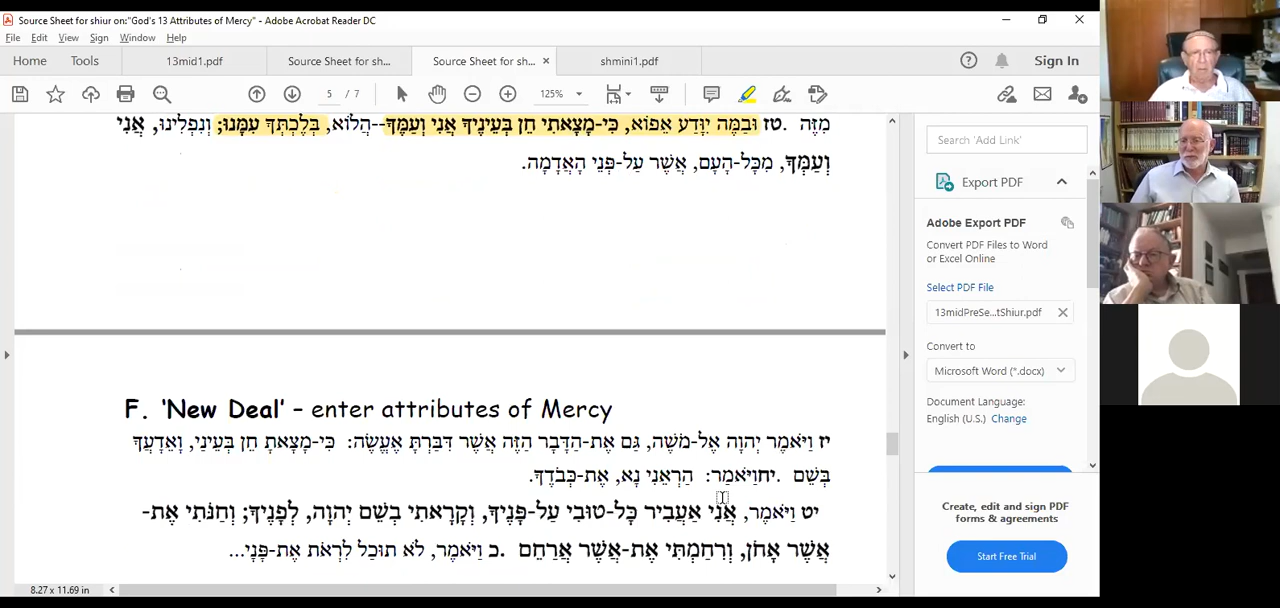 Source Sheet for shiur on:"God's 13 Attributes of Mercy" - Adobe Acrobat Reader DC
File Edit View Sign Window Help
Home Tools 13mid1.pdf Source Sheet for sh... Source Sheet for sh... × shmini1.pdf Sign In
5 / 7 125%
מִזֶּה .טז וּבַמֶּה יִוָּדַע אֵפוֹא, כִּי-מָצָאתִי חֵן בְּעֵינֶיךָ אֲנִי וְעַמֶּךָ--הֲלוֹא, בְּלֶכְתְּךָ עִמָּנוּ; וְנִפְלִינוּ, אֲנִי
וְעַמְּךָ, מִכָּל-הָעָם, אֲשֶׁר עַל-פְּנֵי הָאֲדָמָה.
F. 'New Deal' – enter attributes of Mercy
יז וַיֹּאמֶר יְהוָה אֶל-מֹשֶׁה, גַּם אֶת-הַדָּבָר הַזֶּה אֲשֶׁר דִּבַּרְתָּ אֶעֱשֶׂה: כִּי-מָצָאתָ חֵן בְּעֵינַי, וָאֵדָעֲךָ
בְּשֵׁם .יח וַיֹּאמַר: הַרְאֵנִי נָא, אֶת-כְּבֹדֶךָ.
יט וַיֹּאמֶר, אֲנִי אַעֲבִיר כָּל-טוּבִי עַל-פָּנֶיךָ, וְקָרָאתִי בְשֵׁם יְהוָה, לְפָנֶיךָ; וְחַנֹּתִי אֶת-
אֲשֶׁר אָחֹן, וְרִחַמְתִּי אֶת-אֲשֶׁר אֲרַחֵם .כ וַיֹּאמֶר, לֹא תוּכַל לִרְאֹת אֶת-פָּנָי...
8.27 x 11.69 in
Search 'Add Link'
Export PDF
Adobe Export PDF
Convert PDF Files to Word
or Excel Online
Select PDF File
13midPreSe...tShiur.pdf
Convert to
Microsoft Word (*.docx)
Document Language:
English (U.S.) Change
Create, edit and sign PDF
forms & agreements
Start Free Trial